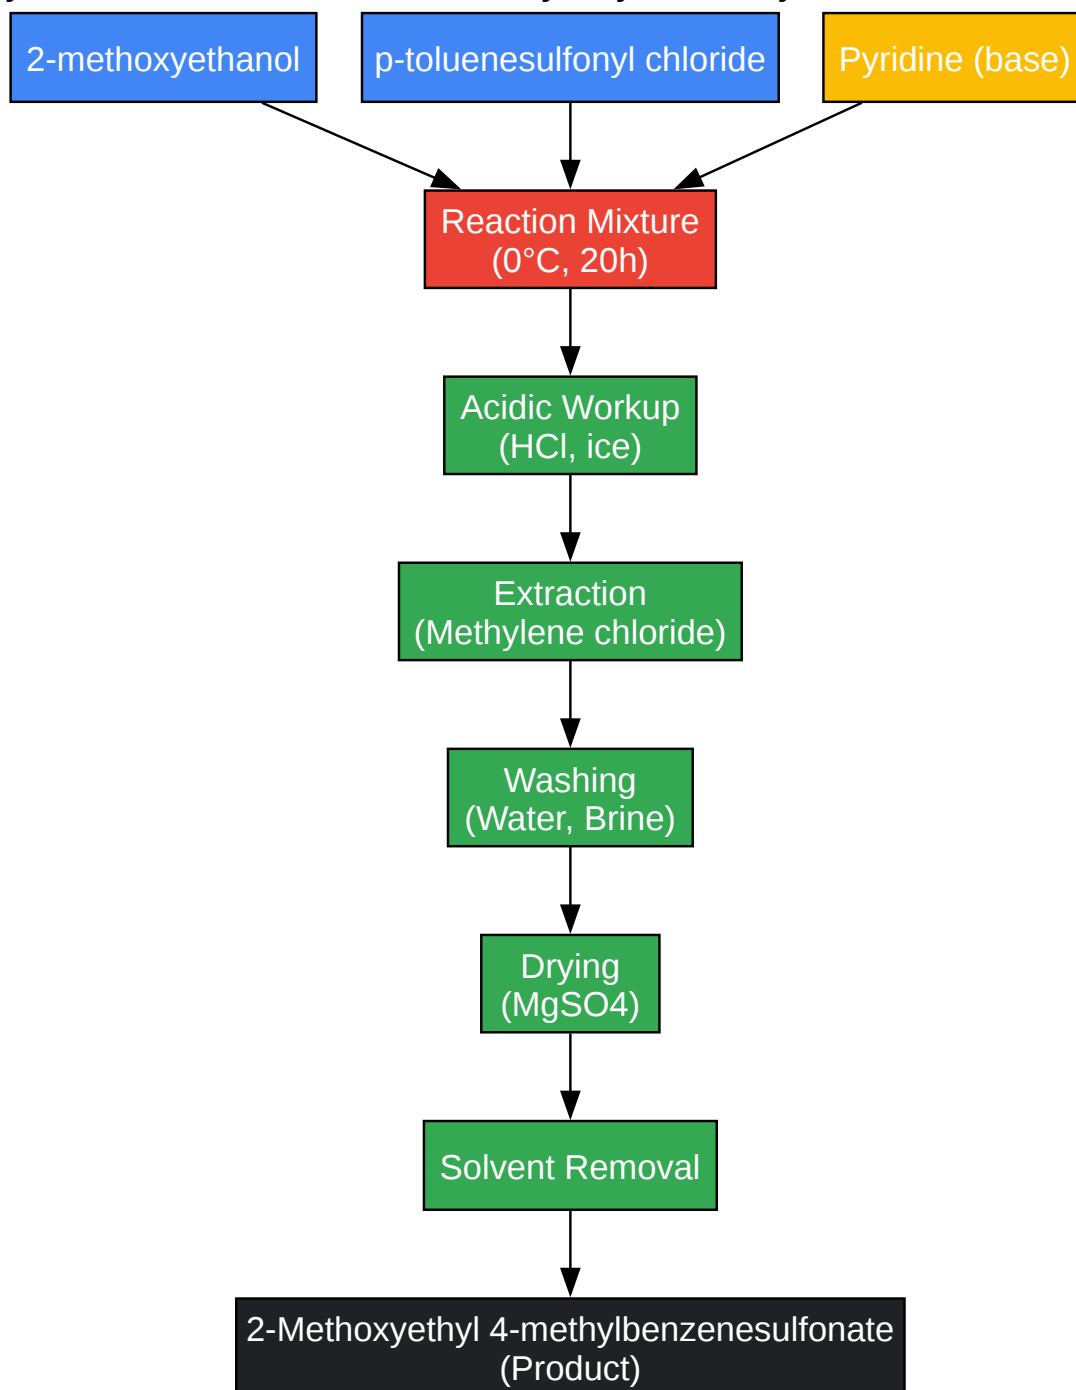 2-methoxyethanol
p-toluenesulfonyl chloride
Pyridine (base)
Reaction Mixture
(0°C, 20h)
Acidic Workup
(HCl, ice)
Extraction
(Methylene chloride)
Washing
(Water, Brine)
Drying
(MgSO4)
Solvent Removal
2-Methoxyethyl 4-methylbenzenesulfonate
(Product)